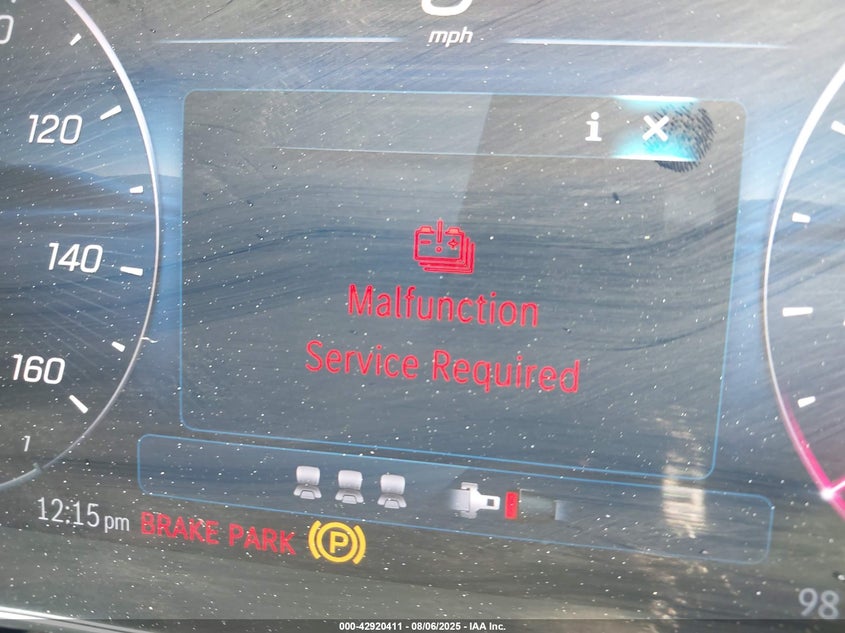 mph
120
i
140
Malfunction
160
Service Required
1
12:15 pm
BRAKE PARK
P
98
000-42920411 - 08/06/2025 - IAA Inc.